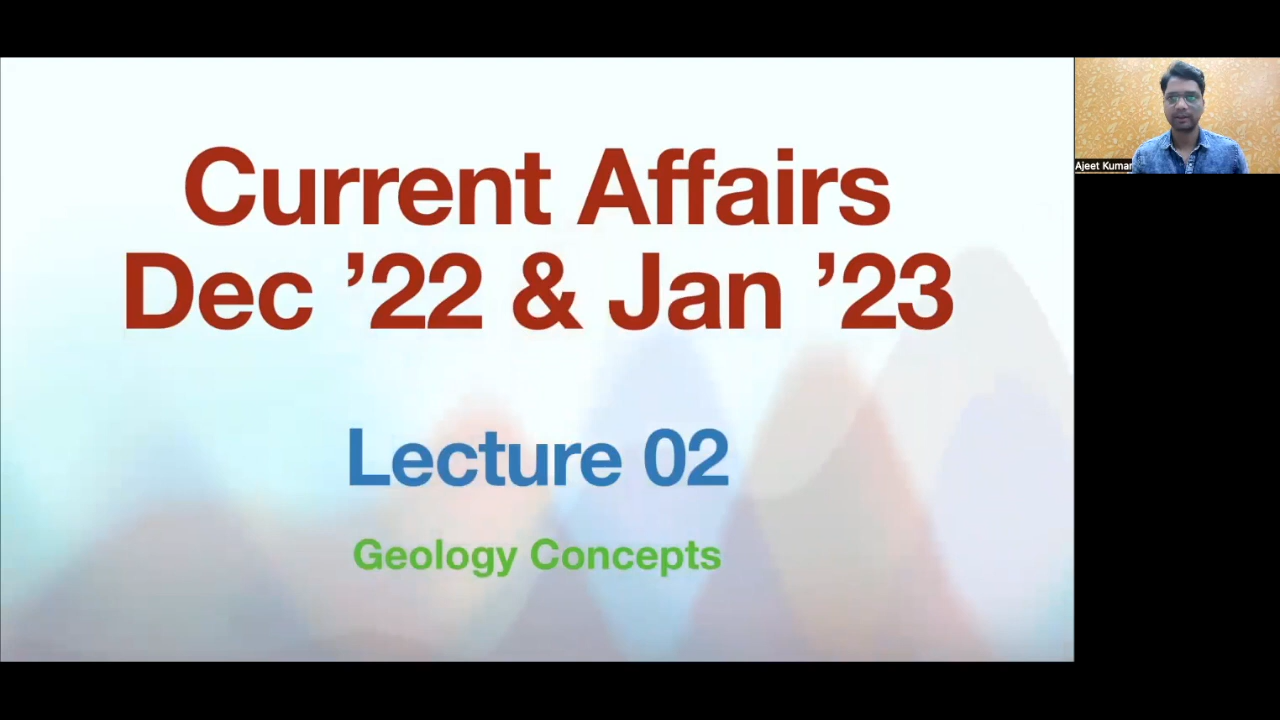 Current Affairs
Dec ’22 & Jan ’23
Lecture 02
Geology Concepts
Ajeet Kumar